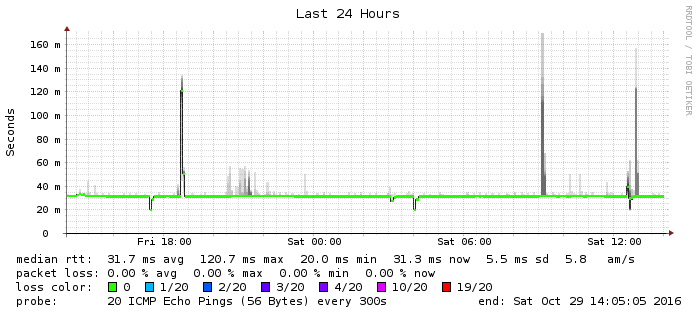 Last 24 Hours
RRDTOOL / TOBI OETIKER
Seconds
160 m
140 m
120 m
100 m
80 m
60 m
40 m
20 m
0
Fri 18:00 Sat 00:00 Sat 06:00 Sat 12:00
median rtt: 31.7 ms avg 120.7 ms max 20.0 ms min 31.3 ms now 5.5 ms sd 5.8 am/s
packet loss: 0.00 % avg 0.00 % max 0.00 % min 0.00 % now
loss color: 0 1/20 2/20 3/20 4/20 10/20 19/20
probe: 20 ICMP Echo Pings (56 Bytes) every 300s end: Sat Oct 29 14:05:05 2016